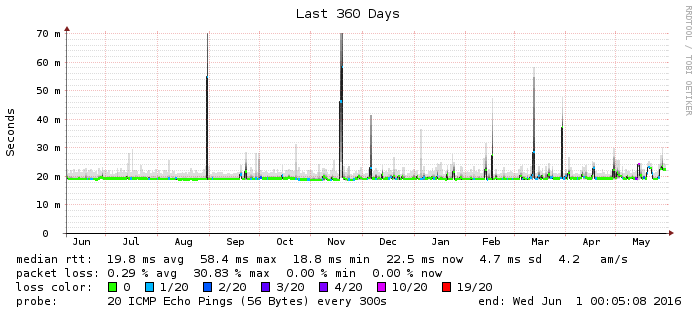 Last 360 Days
RRDTOOL / TOBI OETIKER
Seconds
70 m
60 m
50 m
40 m
30 m
20 m
10 m
0
Jun Jul Aug Sep Oct Nov Dec Jan Feb Mar Apr May
median rtt: 19.8 ms avg 58.4 ms max 18.8 ms min 22.5 ms now 4.7 ms sd 4.2 am/s
packet loss: 0.29 % avg 30.83 % max 0.00 % min 0.00 % now
loss color: 0 1/20 2/20 3/20 4/20 10/20 19/20
probe: 20 ICMP Echo Pings (56 Bytes) every 300s end: Wed Jun 1 00:05:08 2016